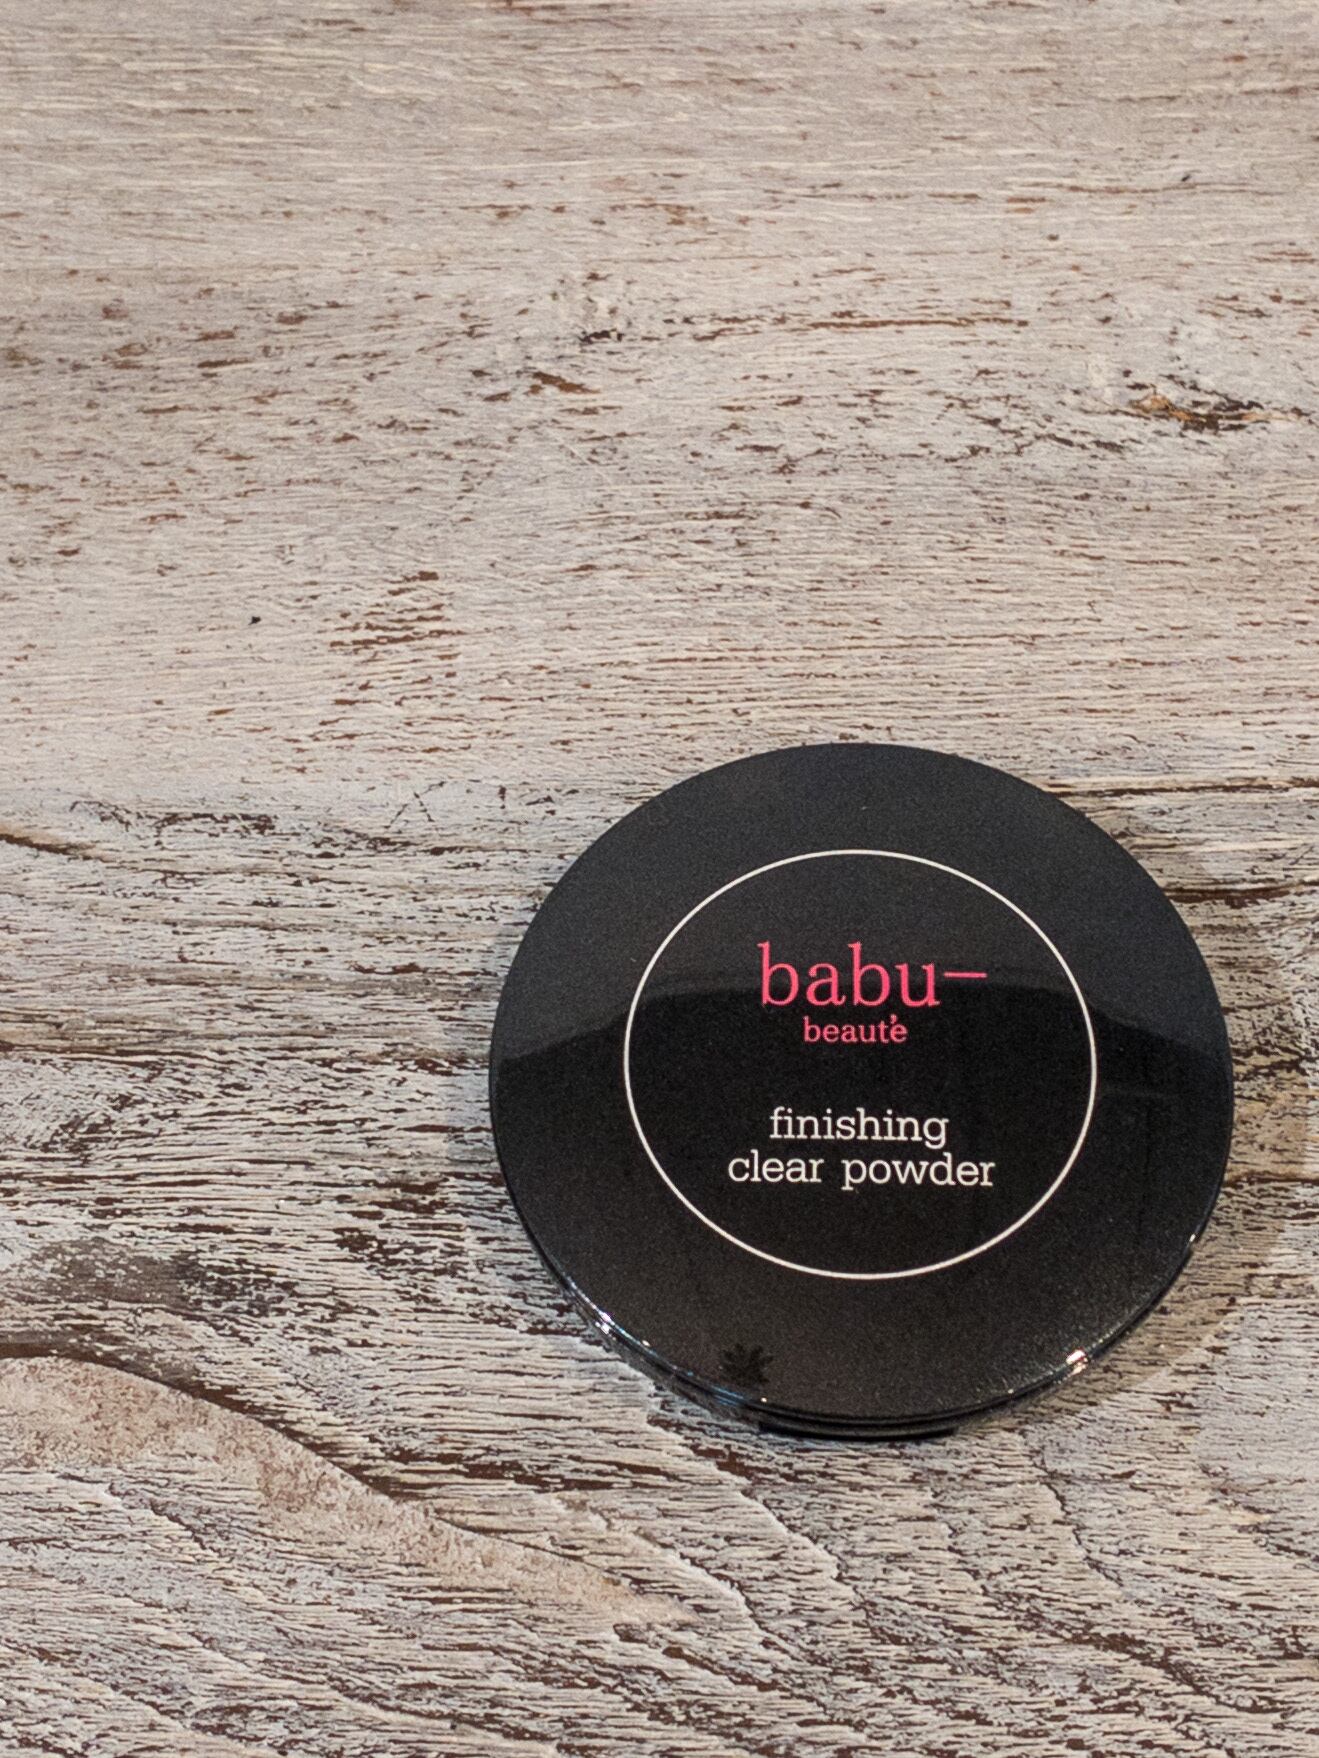 babu—
beauté
finishing
clear powder